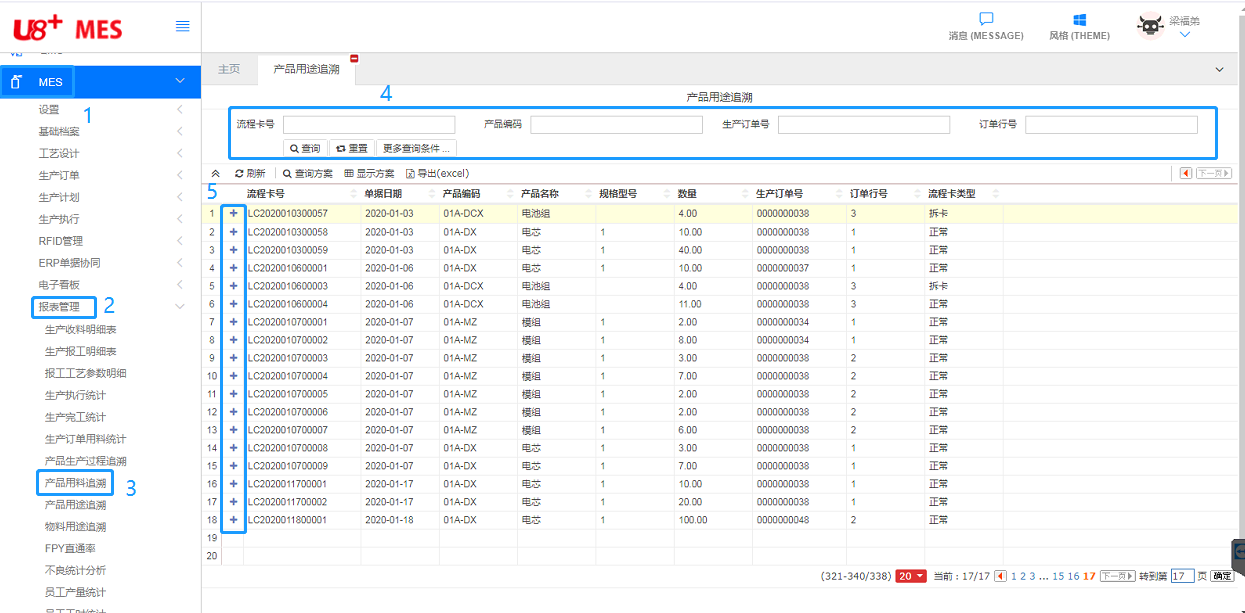 U8+ MES
消息 (MESSAGE)
风格 (THEME)
梁福弟
MES
设置
1
基础档案
工艺设计
生产订单
生产计划
生产执行
RFID管理
ERP单据协同
电子看板
报表管理
2
生产收料明细表
生产报工明细表
报工工艺参数明细
生产执行统计
生产完工统计
生产订单用料统计
产品生产过程追溯
产品用料追溯
3
产品用途追溯
物料用途追溯
FPY直通率
不良统计分析
员工产量统计
员工工时统计
主页 产品用途追溯
4
产品用途追溯
流程卡号 产品编码 生产订单号 订单行号
查询 重置 更多查询条件 ...
刷新 查询方案 显示方案 导出(excel) 下一页
5
流程卡号 单据日期 产品编码 产品名称 规格型号 数量 生产订单号 订单行号 流程卡类型
1 + LC2020010300057 2020-01-03 01A-DCX 电池组 4.00 0000000038 3 拆卡
2 + LC2020010300058 2020-01-03 01A-DX 电芯 1 10.00 0000000038 1 正常
3 + LC2020010300059 2020-01-03 01A-DX 电芯 1 40.00 0000000038 1 正常
4 + LC2020010600001 2020-01-06 01A-DX 电芯 1 10.00 0000000037 1 正常
5 + LC2020010600003 2020-01-06 01A-DCX 电池组 4.00 0000000038 3 拆卡
6 + LC2020010600004 2020-01-06 01A-DCX 电池组 11.00 0000000038 3 正常
7 + LC2020010700001 2020-01-07 01A-MZ 模组 1 2.00 0000000034 1 正常
8 + LC2020010700002 2020-01-07 01A-MZ 模组 1 8.00 0000000034 1 正常
9 + LC2020010700003 2020-01-07 01A-MZ 模组 1 3.00 0000000038 2 正常
10 + LC2020010700004 2020-01-07 01A-MZ 模组 1 7.00 0000000038 2 正常
11 + LC2020010700005 2020-01-07 01A-MZ 模组 1 2.00 0000000038 2 正常
12 + LC2020010700006 2020-01-07 01A-MZ 模组 1 2.00 0000000038 2 正常
13 + LC2020010700007 2020-01-07 01A-MZ 模组 1 6.00 0000000038 2 正常
14 + LC2020010700008 2020-01-07 01A-DX 电芯 1 3.00 0000000038 1 正常
15 + LC2020010700009 2020-01-07 01A-DX 电芯 1 7.00 0000000038 1 正常
16 + LC2020011700001 2020-01-17 01A-DX 电芯 1 10.00 0000000038 1 正常
17 + LC2020011700002 2020-01-17 01A-DX 电芯 1 20.00 0000000038 1 正常
18 + LC2020011800001 2020-01-18 01A-DX 电芯 1 100.00 0000000048 2 正常
19
20
(321-340/338) 20 当前 : 17/17 1 2 3 ... 15 16 17 下一页 转到第 17 页 确定